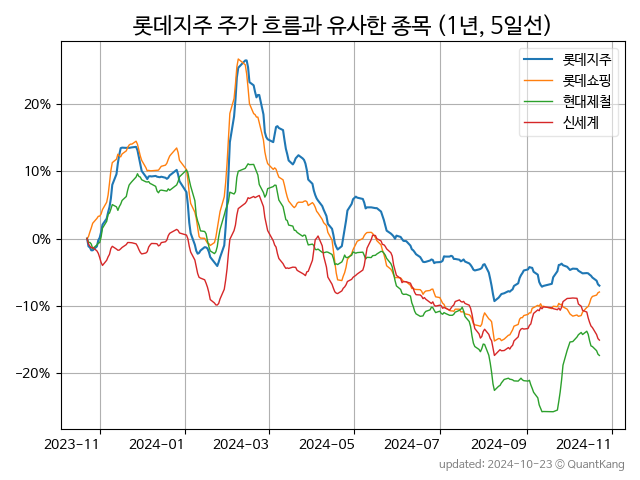 롯데지주 주가 흐름과 유사한 종목 (1년, 5일선)
롯데지주
롯데쇼핑
현대제철
신세계
20%
10%
0%
−10%
−20%
2023-11 2024-01 2024-03 2024-05 2024-07 2024-09 2024-11
updated: 2024-10-23 © QuantKang